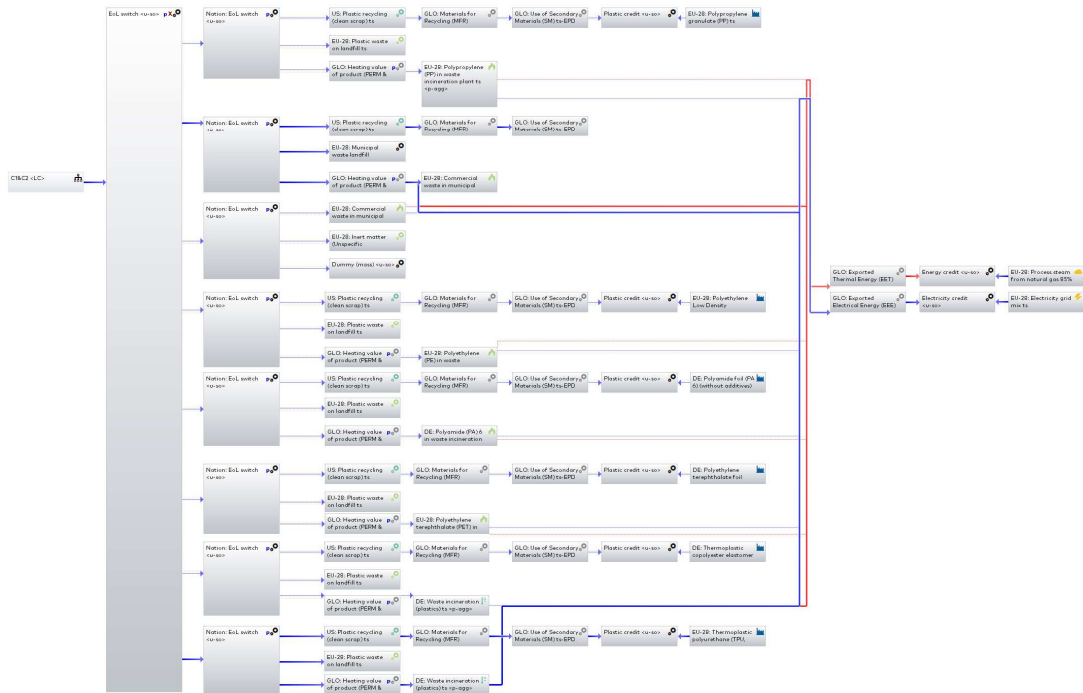 EoL switch <u-so>
Nation: EoL switch
<u-so>
US: Plastic recycling
(clean scrap) ts
GLO: Materials for
Recycling (MFR)
GLO: Use of Secondary
Materials (SM) ts-EPD
Plastic credit <u-so>
EU-28: Polypropylene
granulate (PP) ts
EU-28: Plastic waste
on landfill ts
GLO: Heating value
of product (PERM &
EU-28: Polypropylene
(PP) in waste
incineration plant ts
<p-agg>
Nation: EoL switch
<u-so>
US: Plastic recycling
(clean scrap) ts
GLO: Materials for
Recycling (MFR)
GLO: Use of Secondary
Materials (SM) ts-EPD
EU-28: Municipal
waste landfill
C1&C2 <LC>
GLO: Heating value
of product (PERM &
EU-28: Commercial
waste in municipal
Nation: EoL switch
<u-so>
EU-28: Commercial
waste in municipal
EU-28: Inert matter
(Unspecific
Dummy (mass) <u-so>
GLO: Exported
Thermal Energy (EET)
Energy credit <u-so>
EU-28: Process steam
from natural gas 85%
GLO: Exported
Electrical Energy (EEE)
Electricity credit
<u-so>
EU-28: Electricity grid
mix ts
Nation: EoL switch
<u-so>
US: Plastic recycling
(clean scrap) ts
GLO: Materials for
Recycling (MFR)
GLO: Use of Secondary
Materials (SM) ts-EPD
Plastic credit <u-so>
EU-28: Polyethylene
Low Density
EU-28: Plastic waste
on landfill ts
GLO: Heating value
of product (PERM &
EU-28: Polyethylene
(PE) in waste
Nation: EoL switch
<u-so>
US: Plastic recycling
(clean scrap) ts
GLO: Materials for
Recycling (MFR)
GLO: Use of Secondary
Materials (SM) ts-EPD
Plastic credit <u-so>
DE: Polyamide foil (PA
6) (without additives)
EU-28: Plastic waste
on landfill ts
GLO: Heating value
of product (PERM &
DE: Polyamide (PA) 6
in waste incineration
Nation: EoL switch
<u-so>
US: Plastic recycling
(clean scrap) ts
GLO: Materials for
Recycling (MFR)
GLO: Use of Secondary
Materials (SM) ts-EPD
Plastic credit <u-so>
DE: Polyethylene
terephthalate foil
EU-28: Plastic waste
on landfill ts
GLO: Heating value
of product (PERM &
EU-28: Polyethylene
terephthalate (PET) in
Nation: EoL switch
<u-so>
US: Plastic recycling
(clean scrap) ts
GLO: Materials for
Recycling (MFR)
GLO: Use of Secondary
Materials (SM) ts-EPD
Plastic credit <u-so>
DE: Thermoplastic
copolyester elastomer
EU-28: Plastic waste
on landfill ts
GLO: Heating value
of product (PERM &
DE: Waste incineration
(plastics) ts <p-agg>
Nation: EoL switch
<u-so>
US: Plastic recycling
(clean scrap) ts
GLO: Materials for
Recycling (MFR)
GLO: Use of Secondary
Materials (SM) ts-EPD
Plastic credit <u-so>
EU-28: Thermoplastic
polyurethane (TPU,
EU-28: Plastic waste
on landfill ts
GLO: Heating value
of product (PERM &
DE: Waste incineration
(plastics) ts <p-agg>